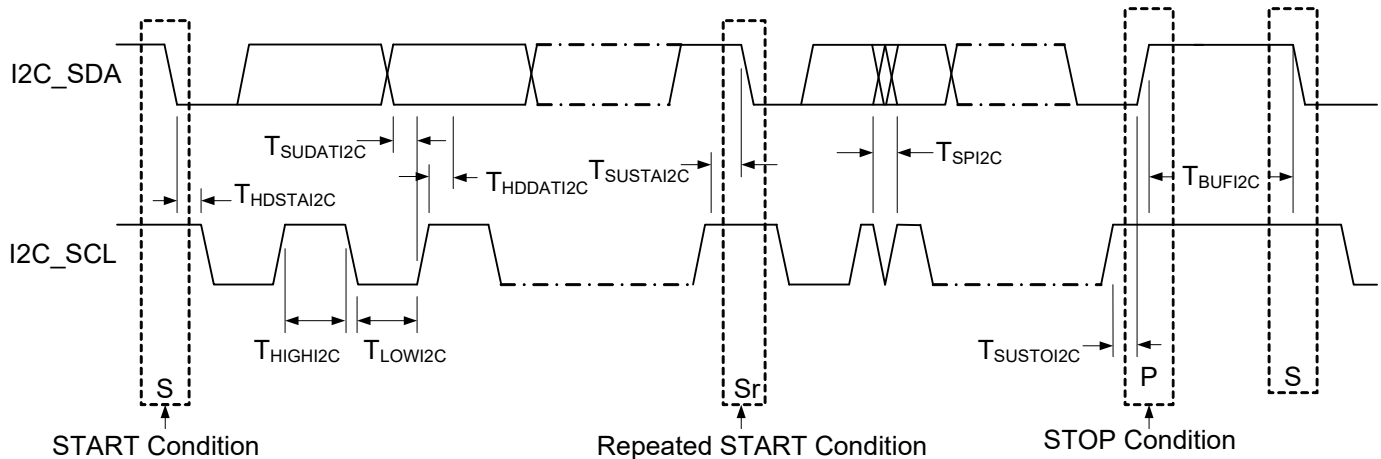 I2C_SDA
TSUDATI2C
THDDATI2C
TSUSTAI2C
TSPI2C
TBUFI2C
THDSTAI2C
I2C_SCL
THIGHI2C
TLOWI2C
TSUSTOI2C
S
Sr
P
S
START Condition
Repeated START Condition
STOP Condition